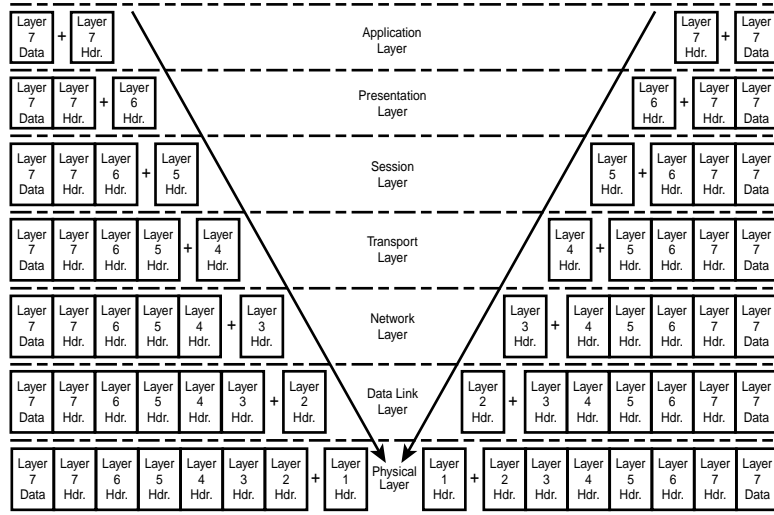 Layer Layer
7 + 7
Data Hdr.
Application
Layer
Layer Layer
7 + 7
Hdr. Data
Layer Layer Layer
7 7 + 6
Data Hdr. Hdr.
Presentation
Layer
Layer Layer Layer
6 + 7 7
Hdr. Hdr. Data
Layer Layer Layer Layer
7 7 6 + 5
Data Hdr. Hdr. Hdr.
Session
Layer
Layer Layer Layer Layer
5 + 6 7 7
Hdr. Hdr. Hdr. Data
Layer Layer Layer Layer Layer
7 7 6 5 + 4
Data Hdr. Hdr. Hdr. Hdr.
Transport
Layer
Layer Layer Layer Layer Layer
4 + 5 6 7 7
Hdr. Hdr. Hdr. Hdr. Data
Layer Layer Layer Layer Layer Layer
7 7 6 5 4 + 3
Data Hdr. Hdr. Hdr. Hdr. Hdr.
Network
Layer
Layer Layer Layer Layer Layer Layer
3 + 4 5 6 7 7
Hdr. Hdr. Hdr. Hdr. Hdr. Data
Layer Layer Layer Layer Layer Layer Layer
7 7 6 5 4 3 + 2
Data Hdr. Hdr. Hdr. Hdr. Hdr. Hdr.
Data Link
Layer
Layer Layer Layer Layer Layer Layer Layer
2 + 3 4 5 6 7 7
Hdr. Hdr. Hdr. Hdr. Hdr. Hdr. Data
Layer Layer Layer Layer Layer Layer Layer Layer
7 7 6 5 4 3 2 + 1
Data Hdr. Hdr. Hdr. Hdr. Hdr. Hdr. Hdr.
Physical
Layer
Layer Layer Layer Layer Layer Layer Layer Layer
1 + 2 3 4 5 6 7 7
Hdr. Hdr. Hdr. Hdr. Hdr. Hdr. Hdr. Data